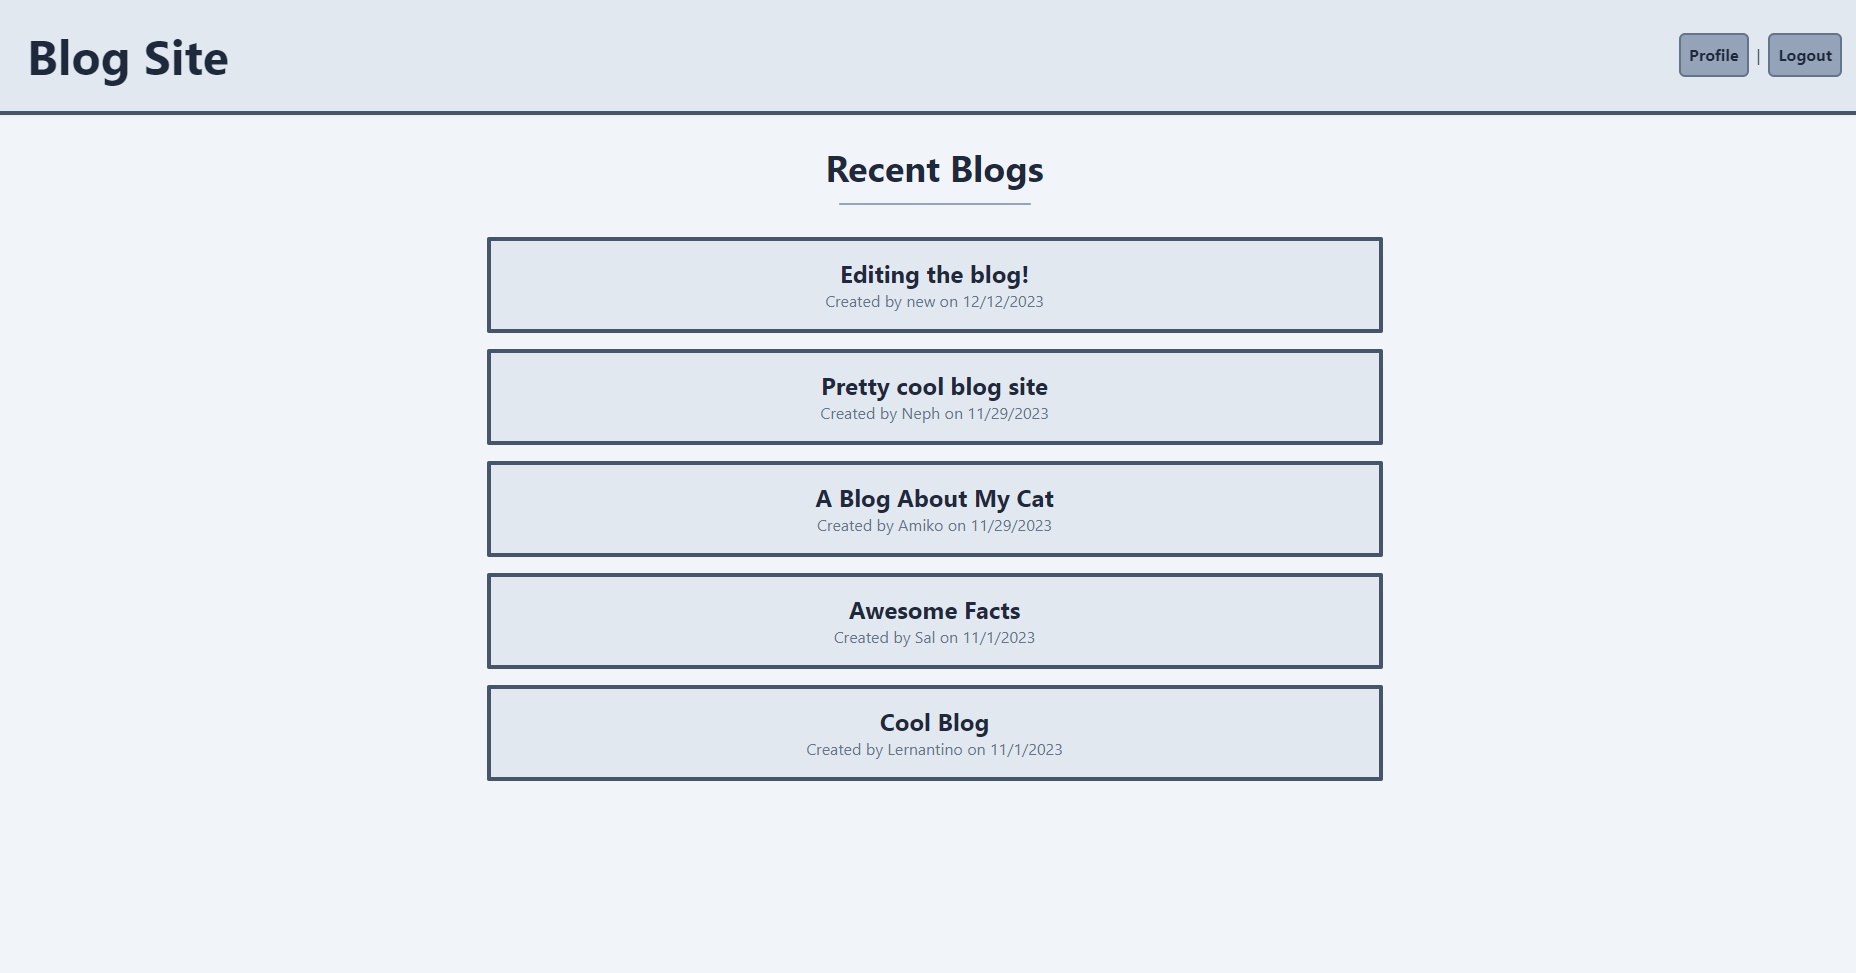 Blog Site
Profile | Logout
Recent Blogs
Editing the blog!
Created by new on 12/12/2023
Pretty cool blog site
Created by Neph on 11/29/2023
A Blog About My Cat
Created by Amiko on 11/29/2023
Awesome Facts
Created by Sal on 11/1/2023
Cool Blog
Created by Lernantino on 11/1/2023